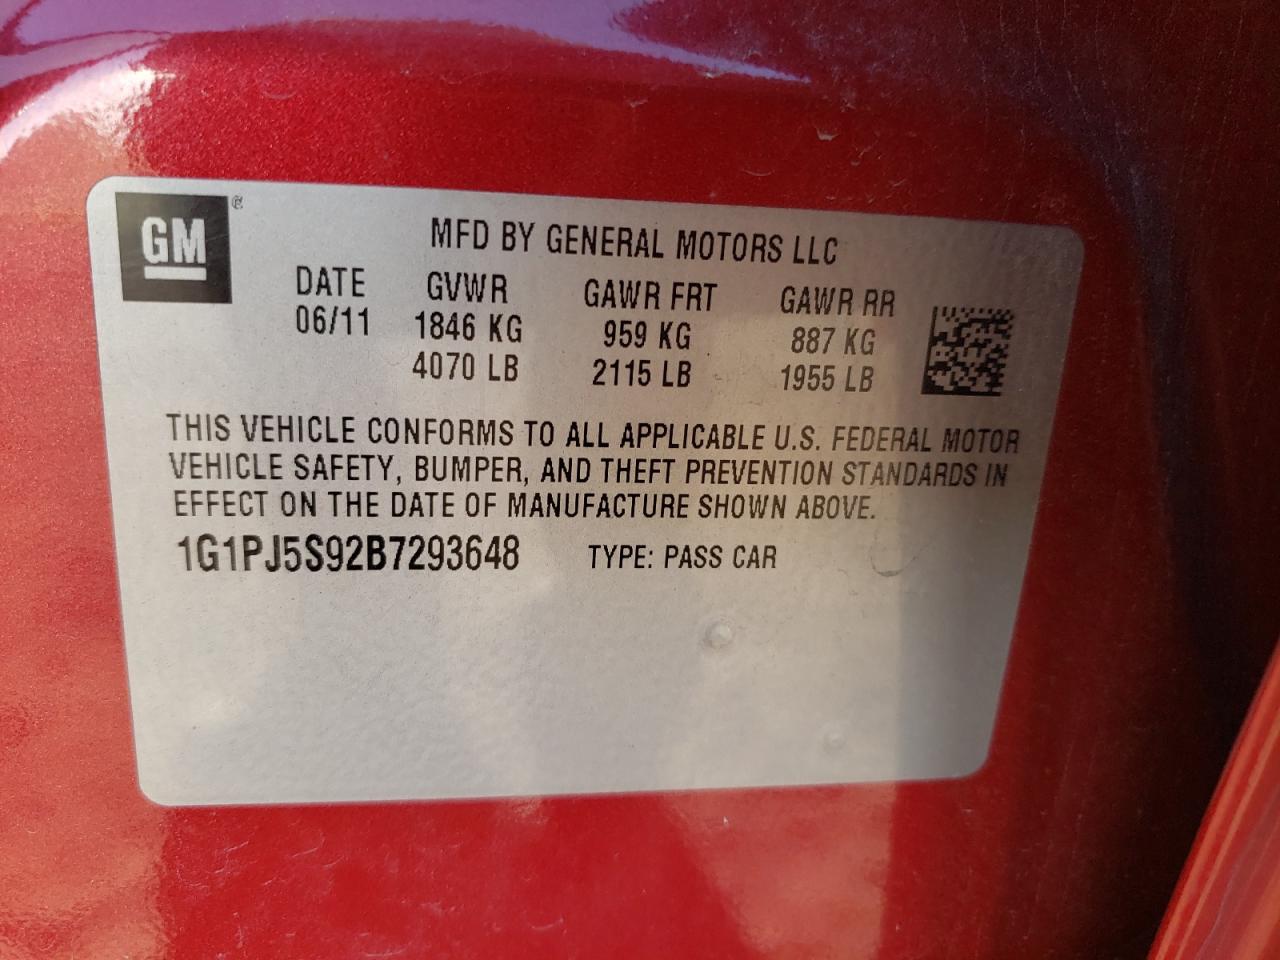 GM ®
MFD BY GENERAL MOTORS LLC
DATE GVWR GAWR FRT GAWR RR
06/11 1846 KG 959 KG 887 KG
4070 LB 2115 LB 1955 LB
THIS VEHICLE CONFORMS TO ALL APPLICABLE U.S. FEDERAL MOTOR
VEHICLE SAFETY, BUMPER, AND THEFT PREVENTION STANDARDS IN
EFFECT ON THE DATE OF MANUFACTURE SHOWN ABOVE.
1G1PJ5S92B7293648 TYPE: PASS CAR